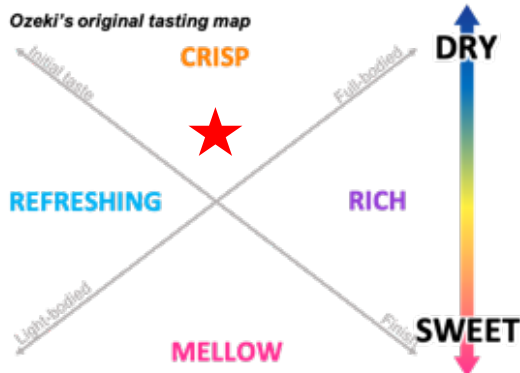 Ozeki's original tasting map
CRISP
DRY
Initial taste
Full-bodied
REFRESHING
RICH
Light-bodied
Finish
SWEET
MELLOW